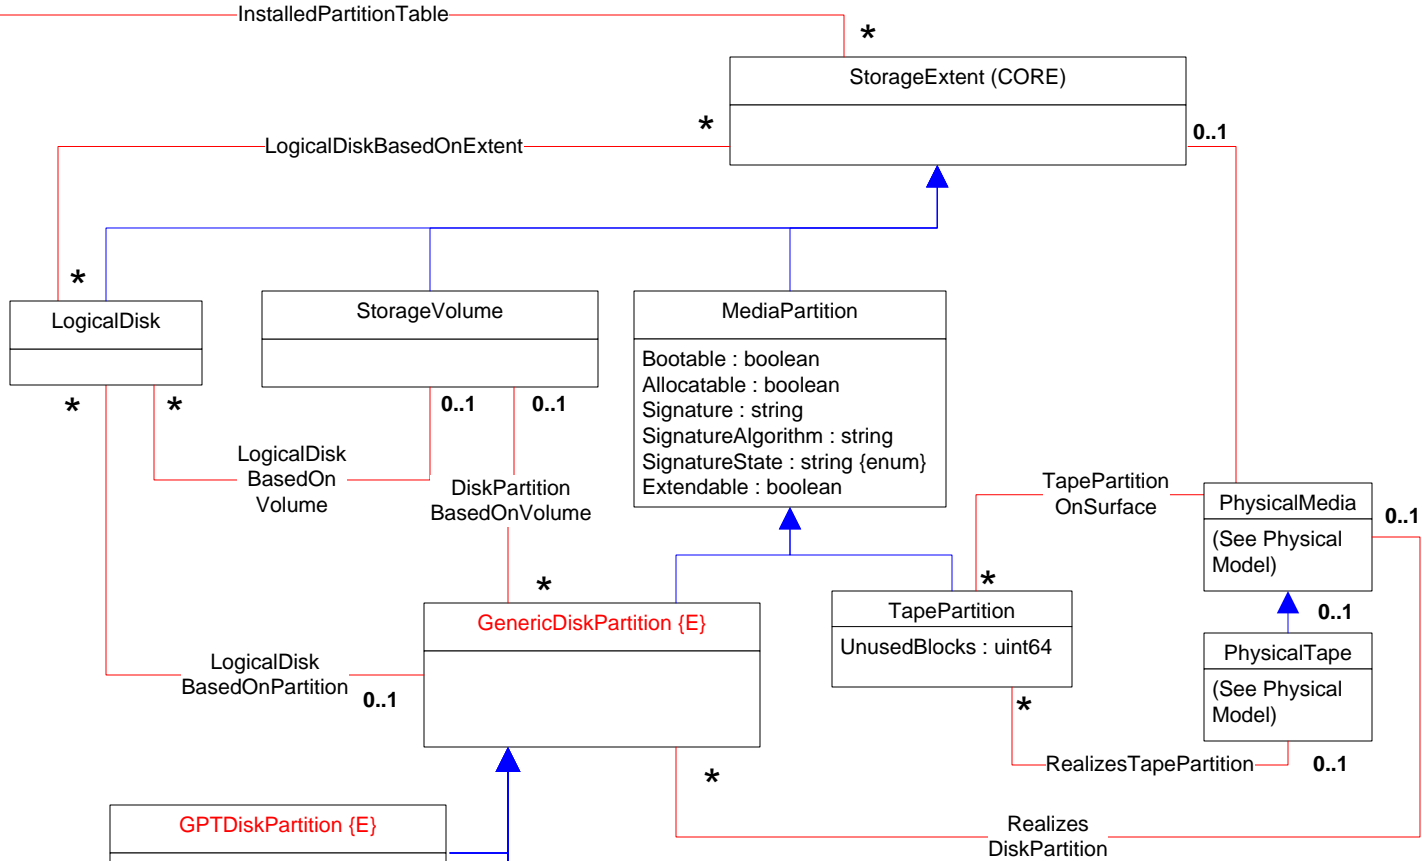 InstalledPartitionTable
*
StorageExtent (CORE)
*
0..1
LogicalDiskBasedOnExtent
*
LogicalDisk
StorageVolume
MediaPartition
Bootable : boolean
Allocatable : boolean
Signature : string
SignatureAlgorithm : string
SignatureState : string {enum}
Extendable : boolean
*
*
0..1
0..1
LogicalDisk
BasedOn
Volume
DiskPartition
BasedOnVolume
TapePartition
OnSurface
PhysicalMedia
(See Physical
Model)
0..1
*
*
GenericDiskPartition {E}
TapePartition
UnusedBlocks : uint64
0..1
PhysicalTape
(See Physical
Model)
LogicalDisk
BasedOnPartition
0..1
*
RealizesTapePartition
0..1
*
GPTDiskPartition {E}
Realizes
DiskPartition